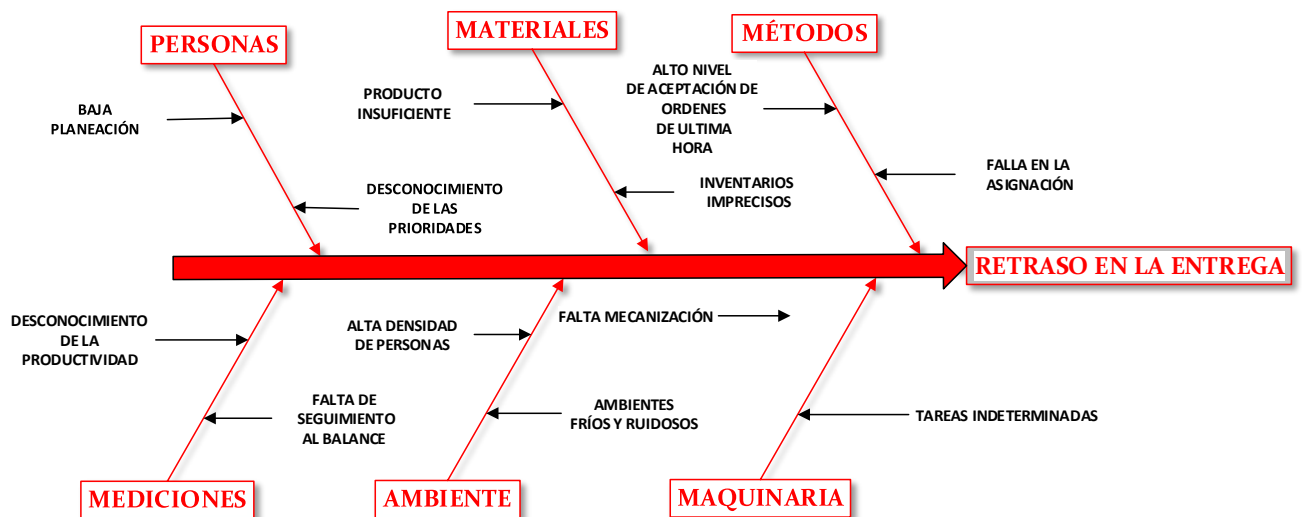 PERSONAS
MATERIALES
MÉTODOS
BAJA
PLANEACIÓN
DESCONOCIMIENTO
DE LAS
PRIORIDADES
PRODUCTO
INSUFICIENTE
INVENTARIOS
IMPRECISOS
ALTO NIVEL
DE ACEPTACIÓN DE
ORDENES
DE ULTIMA
HORA
FALLA EN LA
ASIGNACIÓN
RETRASO EN LA ENTREGA
DESCONOCIMIENTO
DE LA
PRODUCTIVIDAD
FALTA DE
SEGUIMIENTO
AL BALANCE
ALTA DENSIDAD
DE PERSONAS
AMBIENTES
FRÍOS Y RUIDOSOS
FALTA MECANIZACIÓN
TAREAS INDETERMINADAS
MEDICIONES
AMBIENTE
MAQUINARIA